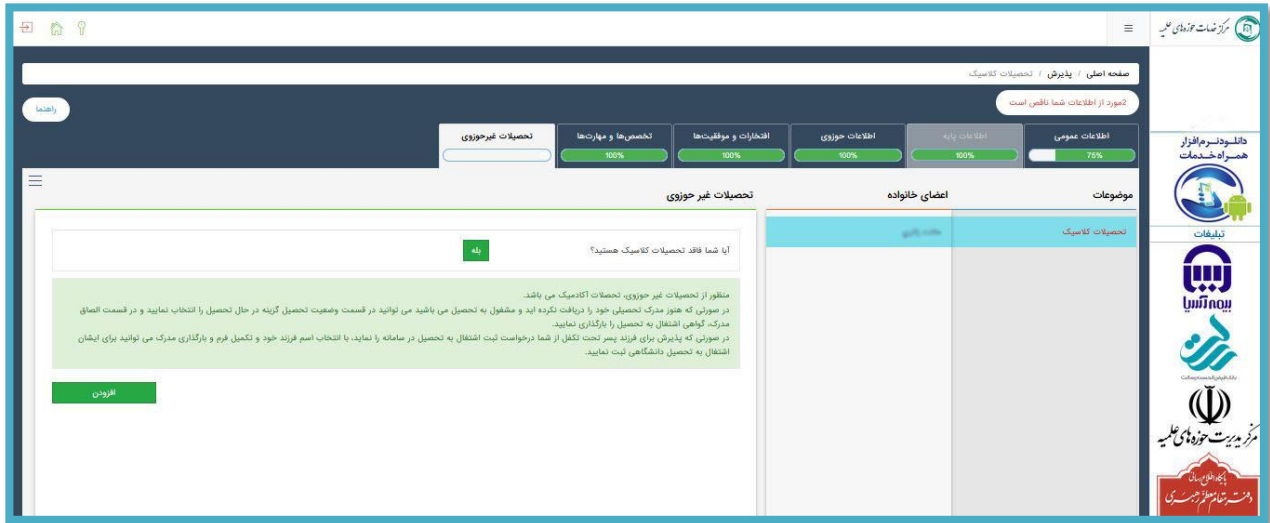 مرکز خدمات حوزه‌های علمیه
صفحه اصلی / پذیرش / تحصیلات کلاسیک
2مورد از اطلاعات شما ناقص است
راهنما
اطلاعات عمومی
75%
اطلاعات پایه
100%
اطلاعات حوزوی
100%
افتخارات و موفقیت‌ها
100%
تخصص‌ها و مهارت‌ها
100%
تحصیلات غیرحوزوی
موضوعات
اعضای خانواده
تحصیلات غیر حوزوی
تحصیلات کلاسیک
آیا شما فاقد تحصیلات کلاسیک هستید؟
بله
منظور از تحصیلات غیر حوزوی، تحصلات آکادمیک می باشد.
در صورتی که هنوز مدرک تحصیلی خود را دریافت نکرده اید و مشغول به تحصیل می باشید می توانید در قسمت وضعیت تحصیل گزینه در حال تحصیل را انتخاب نمایید و در قسمت الصاق
مدرک، گواهی اشتغال به تحصیل را بارگذاری نمایید.
در صورتی که پذیرش برای فرزند پسر تحت تکفل از شما درخواست ثبت اشتغال به تحصیل در سامانه را نماید، با انتخاب اسم فرزند خود و تکمیل فرم و بارگذاری مدرک می توانید برای ایشان
اشتغال به تحصیل دانشگاهی ثبت نمایید.
افزودن
دانلـودنـرم‌افزار
همـراه‌خـدمات
تبلیغات
بیمه آسیا
مرکز مدیریت حوزه‌های علمیه
پایگاه اطلاع رسانی
دفتـر مقام معظّم رهبـری